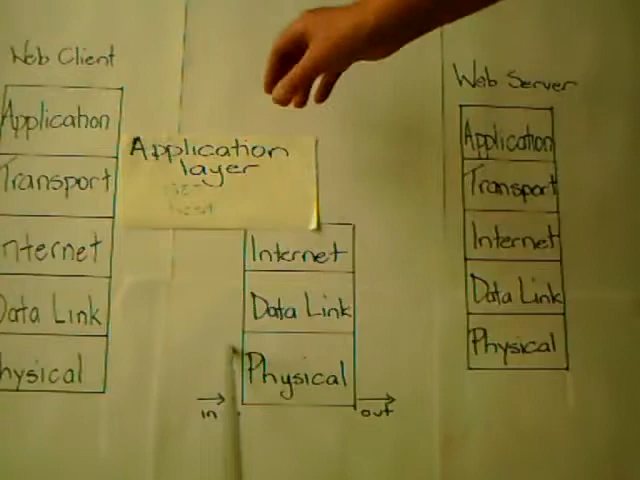 Web Client
Application
Transport
Internet
Data Link
Physical
Application
layer
Internet
Data Link
Physical
in
out
Web Server
Application
Transport
Internet
Data Link
Physical